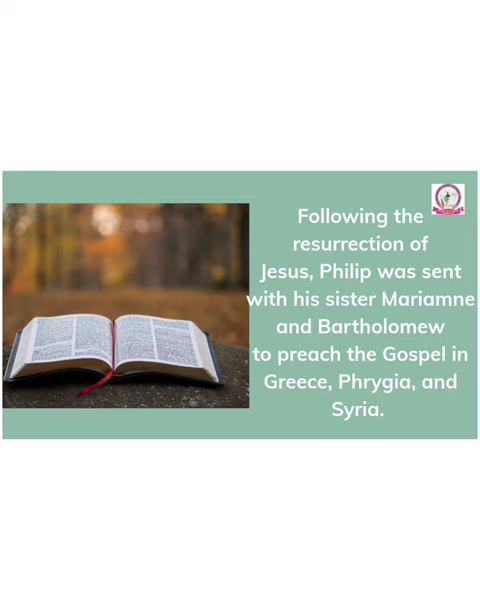 Following the
resurrection of
Jesus, Philip was sent
with his sister Mariamne
and Bartholomew
to preach the Gospel in
Greece, Phrygia, and
Syria.